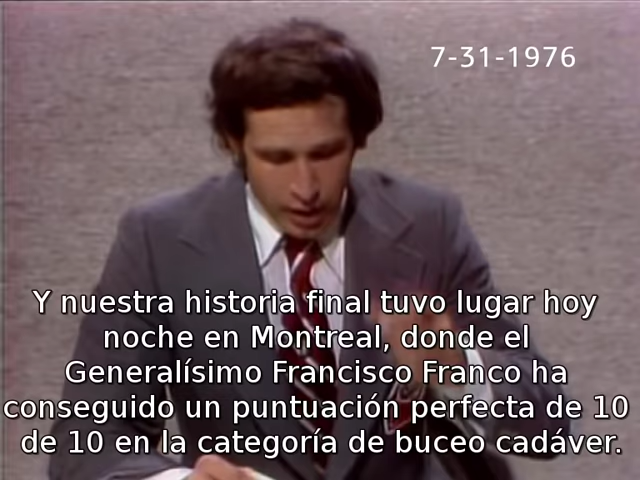 7-31-1976
Y nuestra historia final tuvo lugar hoy
noche en Montreal, donde el
Generalísimo Francisco Franco ha
conseguido un puntuación perfecta de 10
de 10 en la categoría de buceo cadáver.